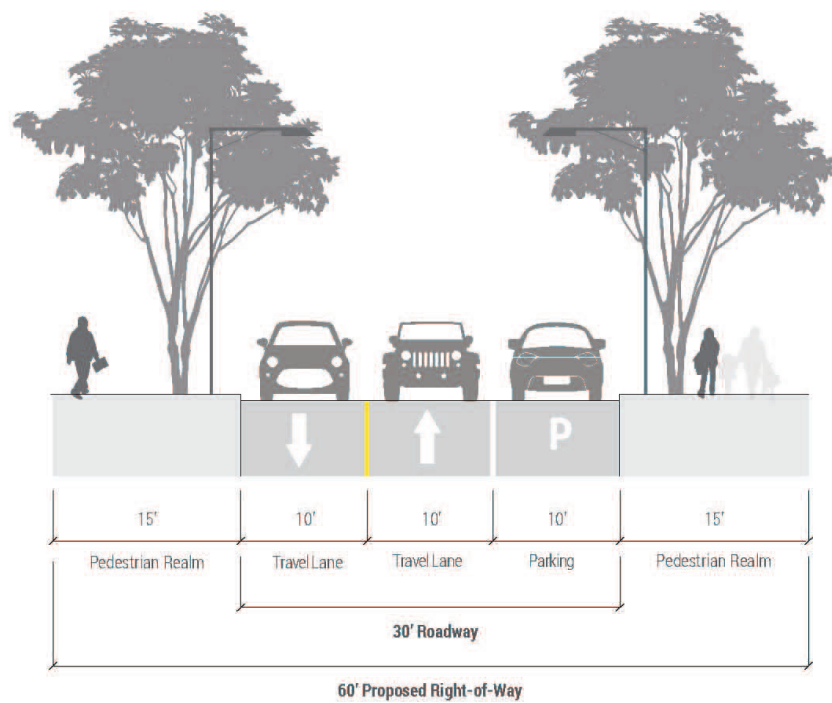 P
15' 10' 10' 10' 15'
Pedestrian Realm Travel Lane Travel Lane Parking Pedestrian Realm
30' Roadway
60' Proposed Right-of-Way